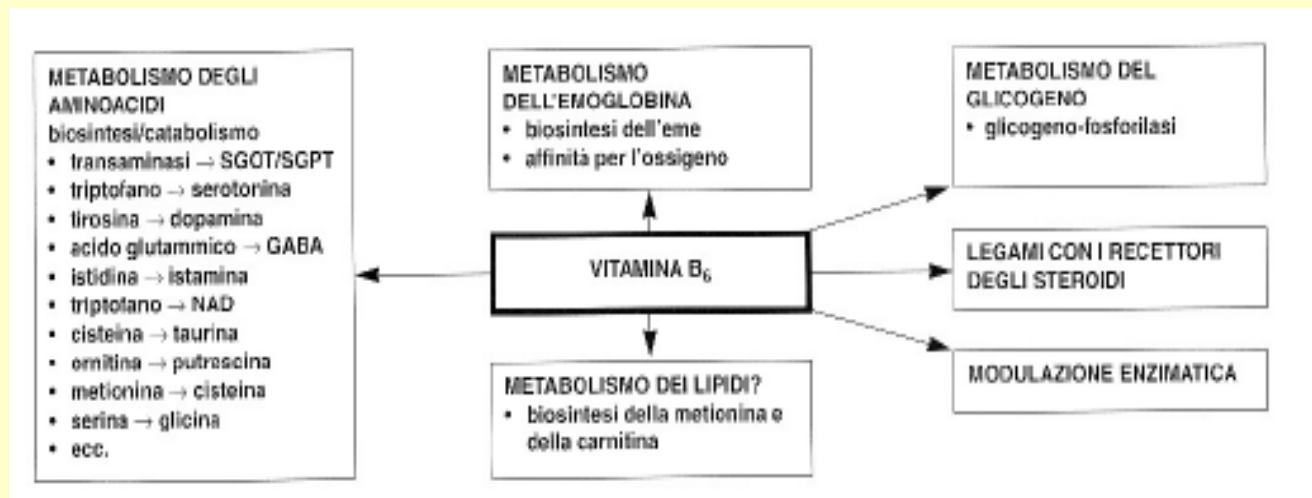 METABOLISMO DEGLI
AMINOACIDI
biosintesi/catabolismo
• transaminasi → SGOT/SGPT
• triptofano → serotonina
• tirosina → dopamina
• acido glutammico → GABA
• istidina → istamina
• triptofano → NAD
• cisteina → taurina
• ornitina → putrescina
• metionina → cisteina
• serina → glicina
• ecc.
METABOLISMO
DELL'EMOGLOBINA
• biosintesi dell'eme
• affinità per l'ossigeno
VITAMINA B₆
METABOLISMO DEI LIPIDI?
• biosintesi della metionina e
della carnitina
METABOLISMO DEL
GLICOGENO
• glicogeno-fosforilasi
LEGAMI CON I RECETTORI
DEGLI STEROIDI
MODULAZIONE ENZIMATICA